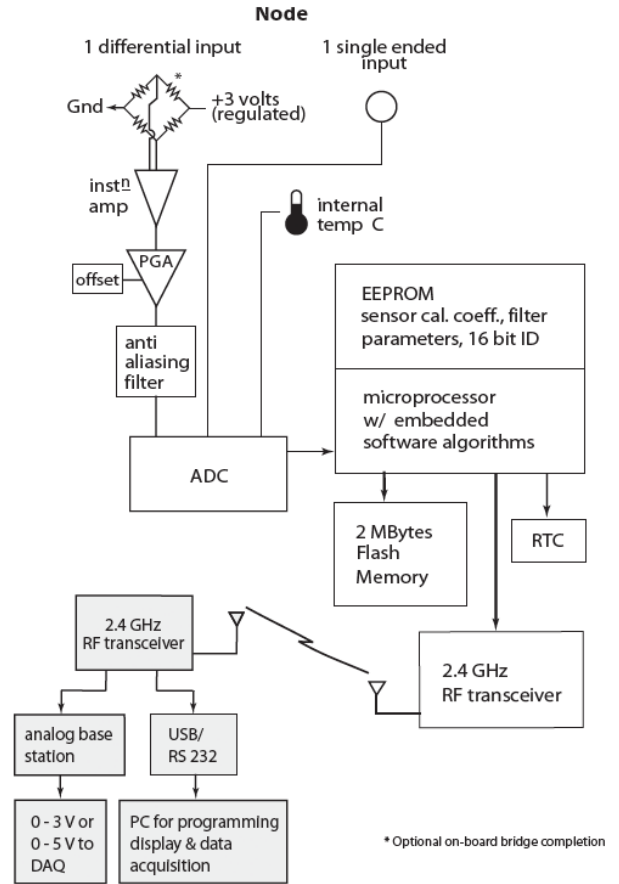 Node
1 differential input
1 single ended
input
*
Gnd
+3 volts
(regulated)
instn
amp
internal
temp C
PGA
offset
anti
aliasing
filter
EEPROM
sensor cal. coeff., filter
parameters, 16 bit ID
microprocessor
w/ embedded
software algorithms
ADC
2 MBytes
Flash
Memory
RTC
2.4 GHz
RF transceiver
2.4 GHz
RF transceiver
analog base
station
USB/
RS 232
0 - 3 V or
0 - 5 V to
DAQ
PC for programming
display & data
acquisition
* Optional on-board bridge completion